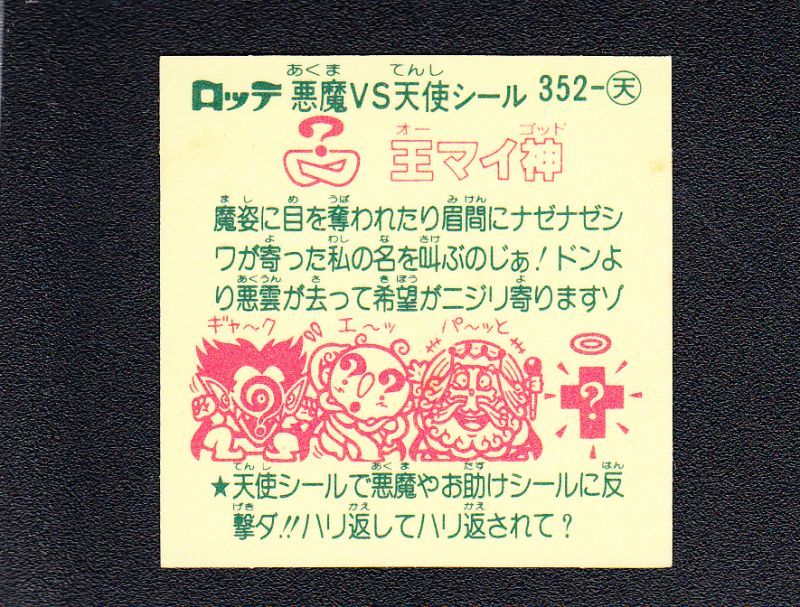 ロッテ 悪魔VS天使シール 352-天
王マイ神
魔姿に目を奪われたり眉間にナゼナゼシ
ワが寄った私の名を叫ぶのじぁ!ドンよ
り悪雲が去って希望がニジリ寄りますゾ
ギャ〜ク エ〜ッ パ〜ッと
★天使シールで悪魔やお助けシールに反
撃ダ!!ハリ返してハリ返されて?